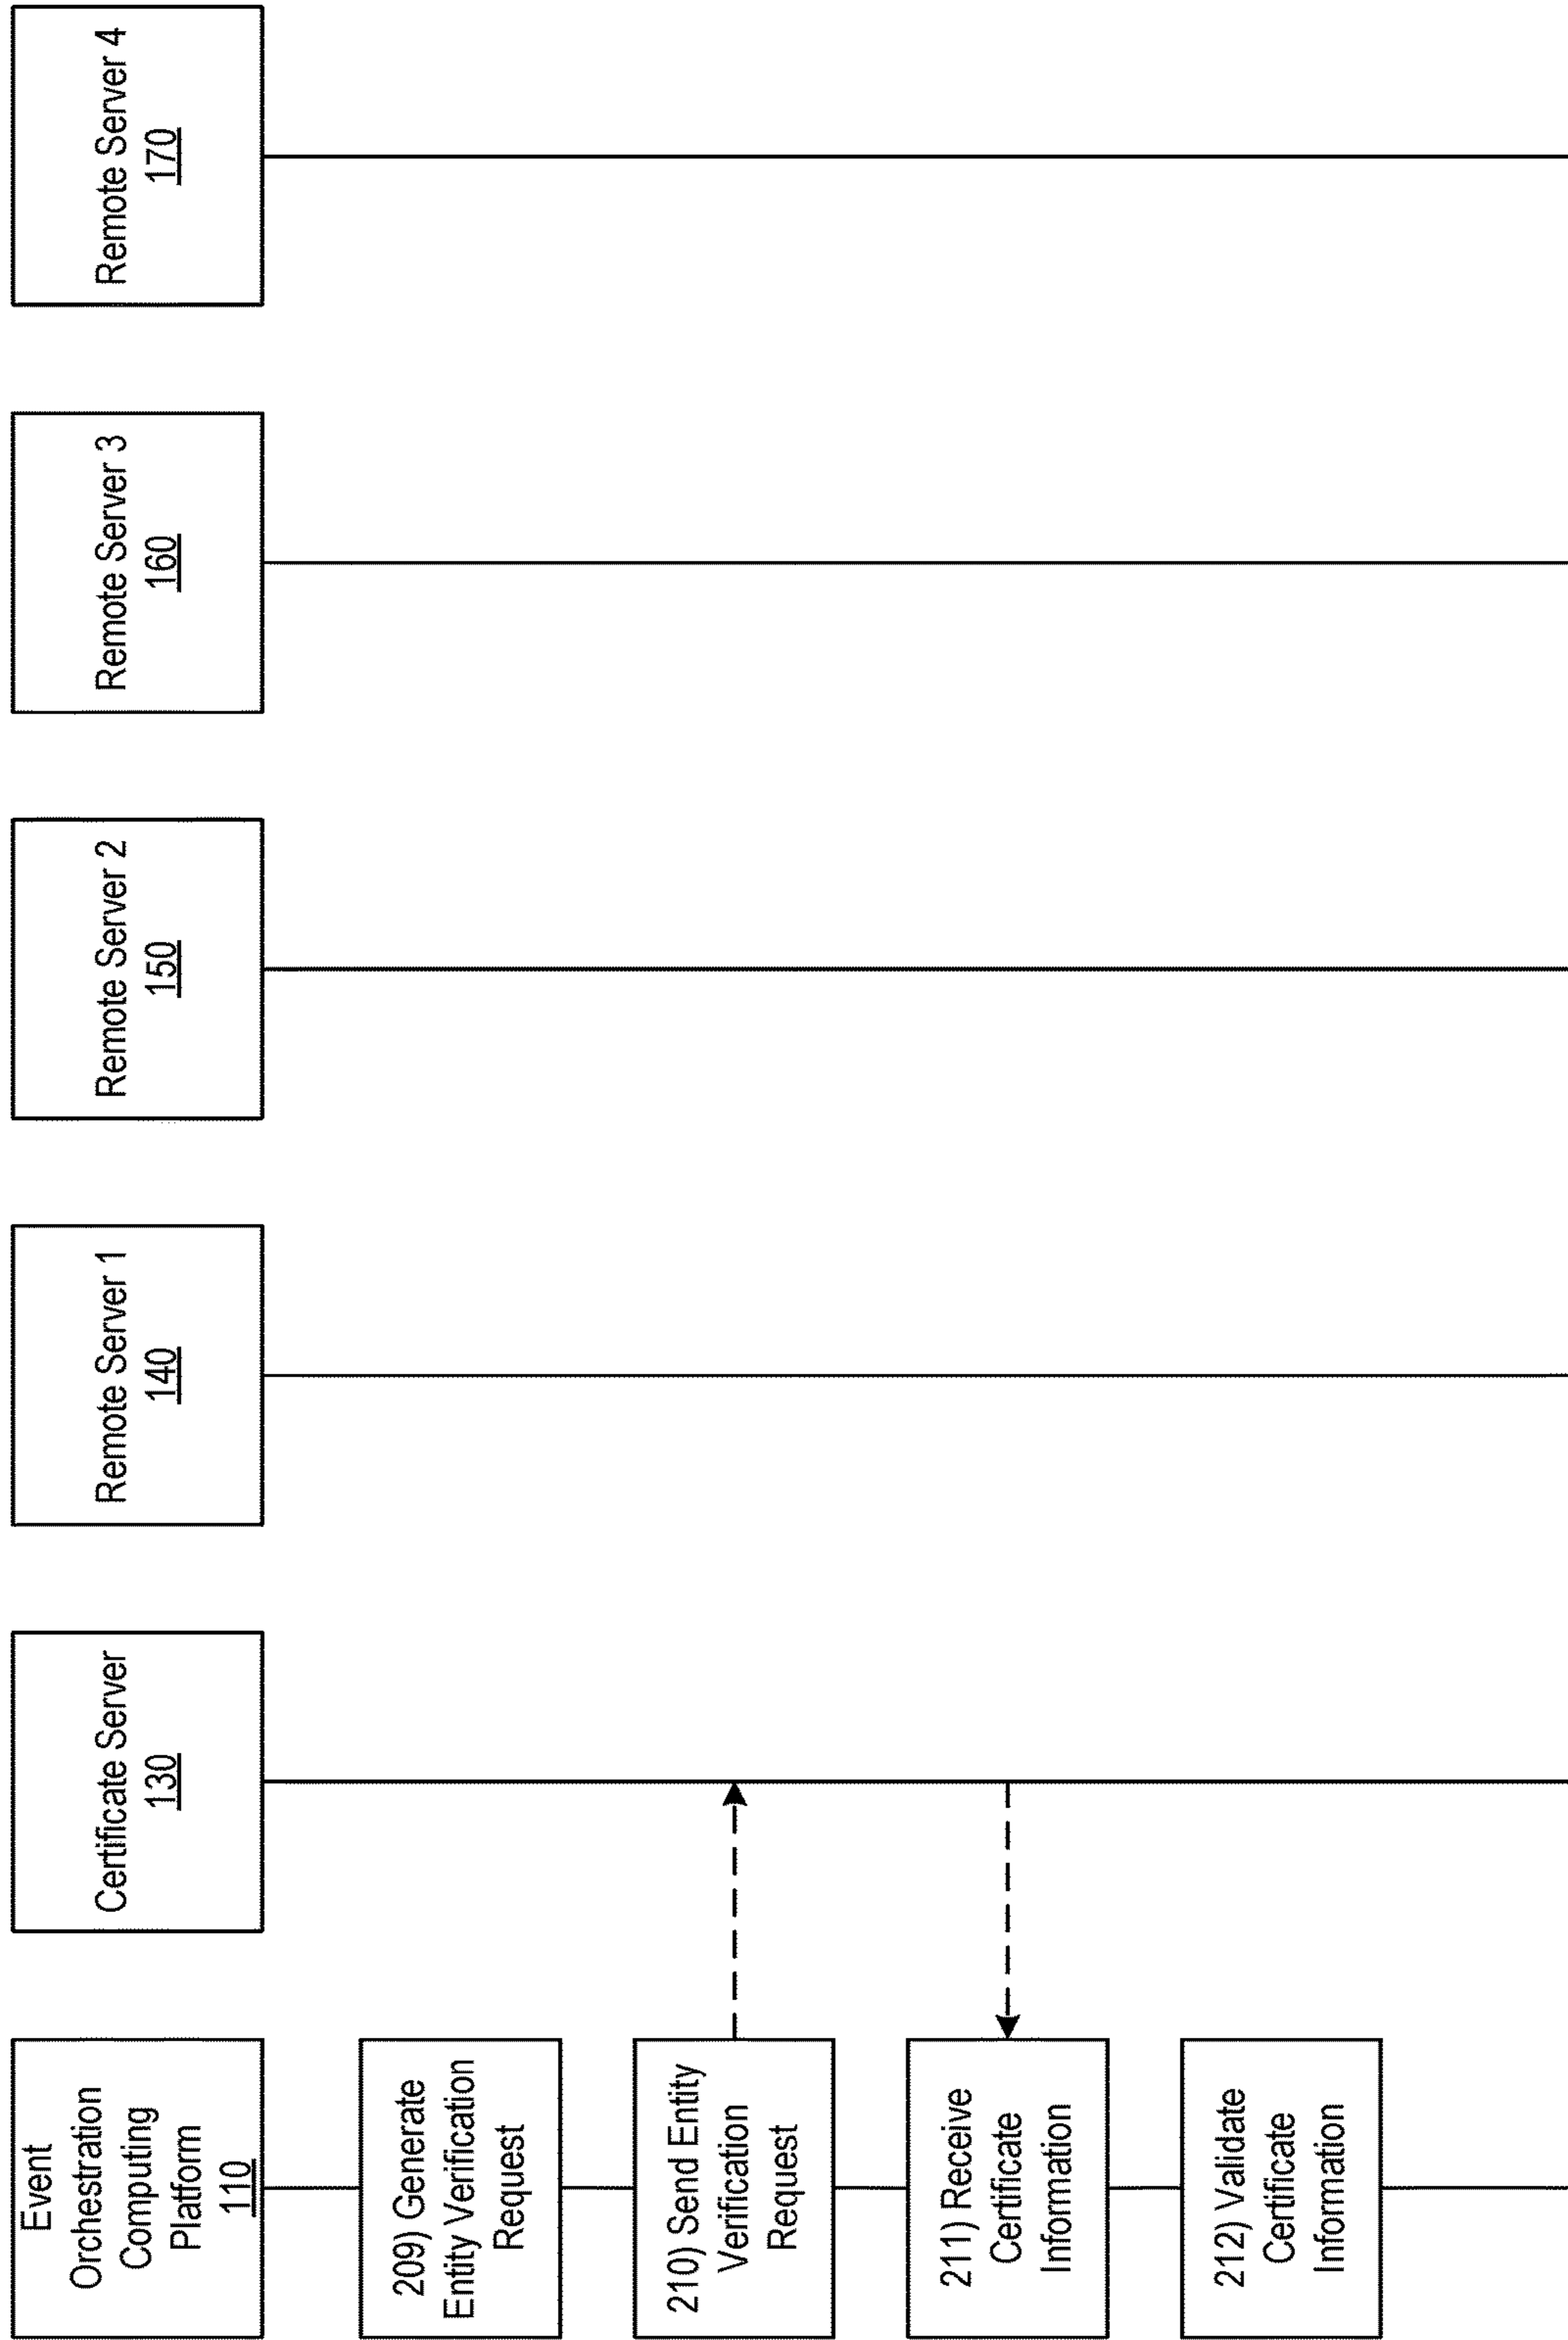 Event
Orchestration
Computing
Platform
110
Certificate Server
130
Remote Server 1
140
Remote Server 2
150
Remote Server 3
160
Remote Server 4
170
209) Generate
Entity Verification
Request
210) Send Entity
Verification
Request
211) Receive
Certificate
Information
212) Validate
Certificate
Information